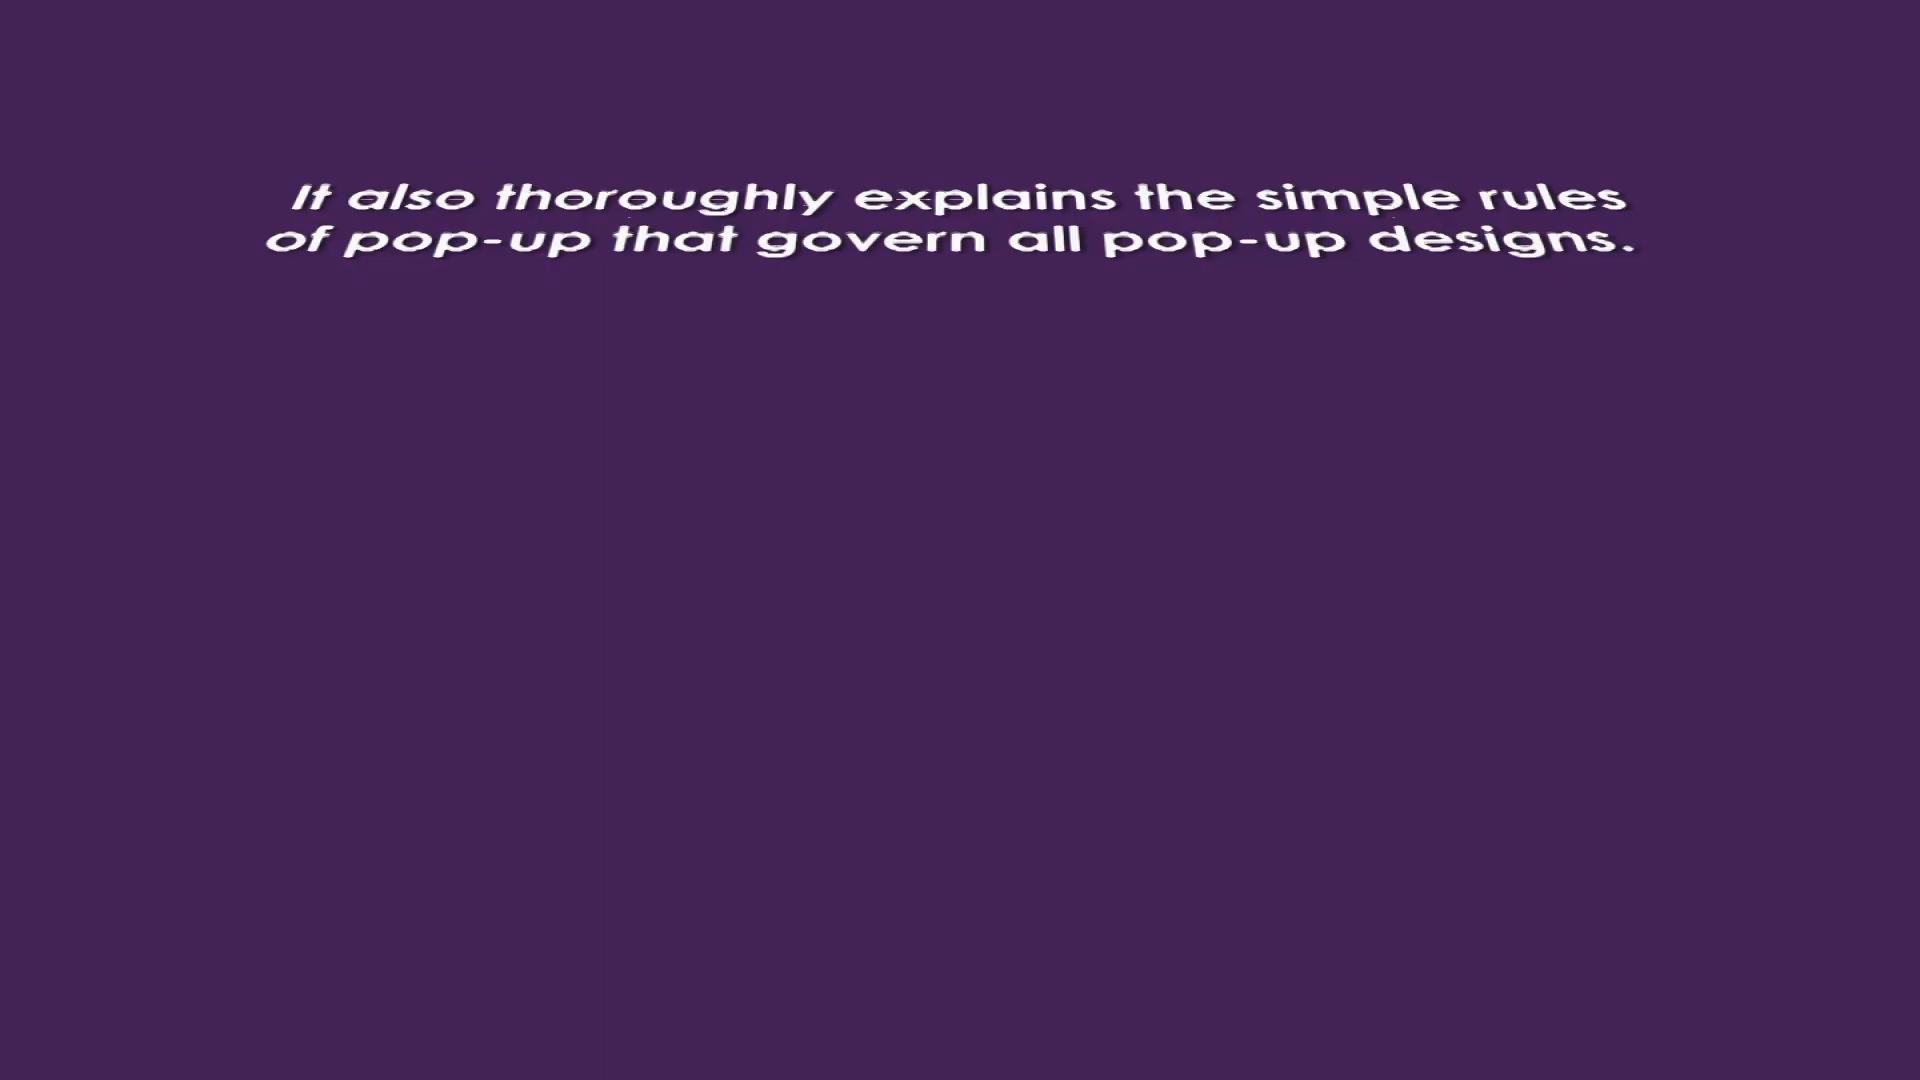 It also thoroughly explains the simple rules
of pop-up that govern all pop-up designs.